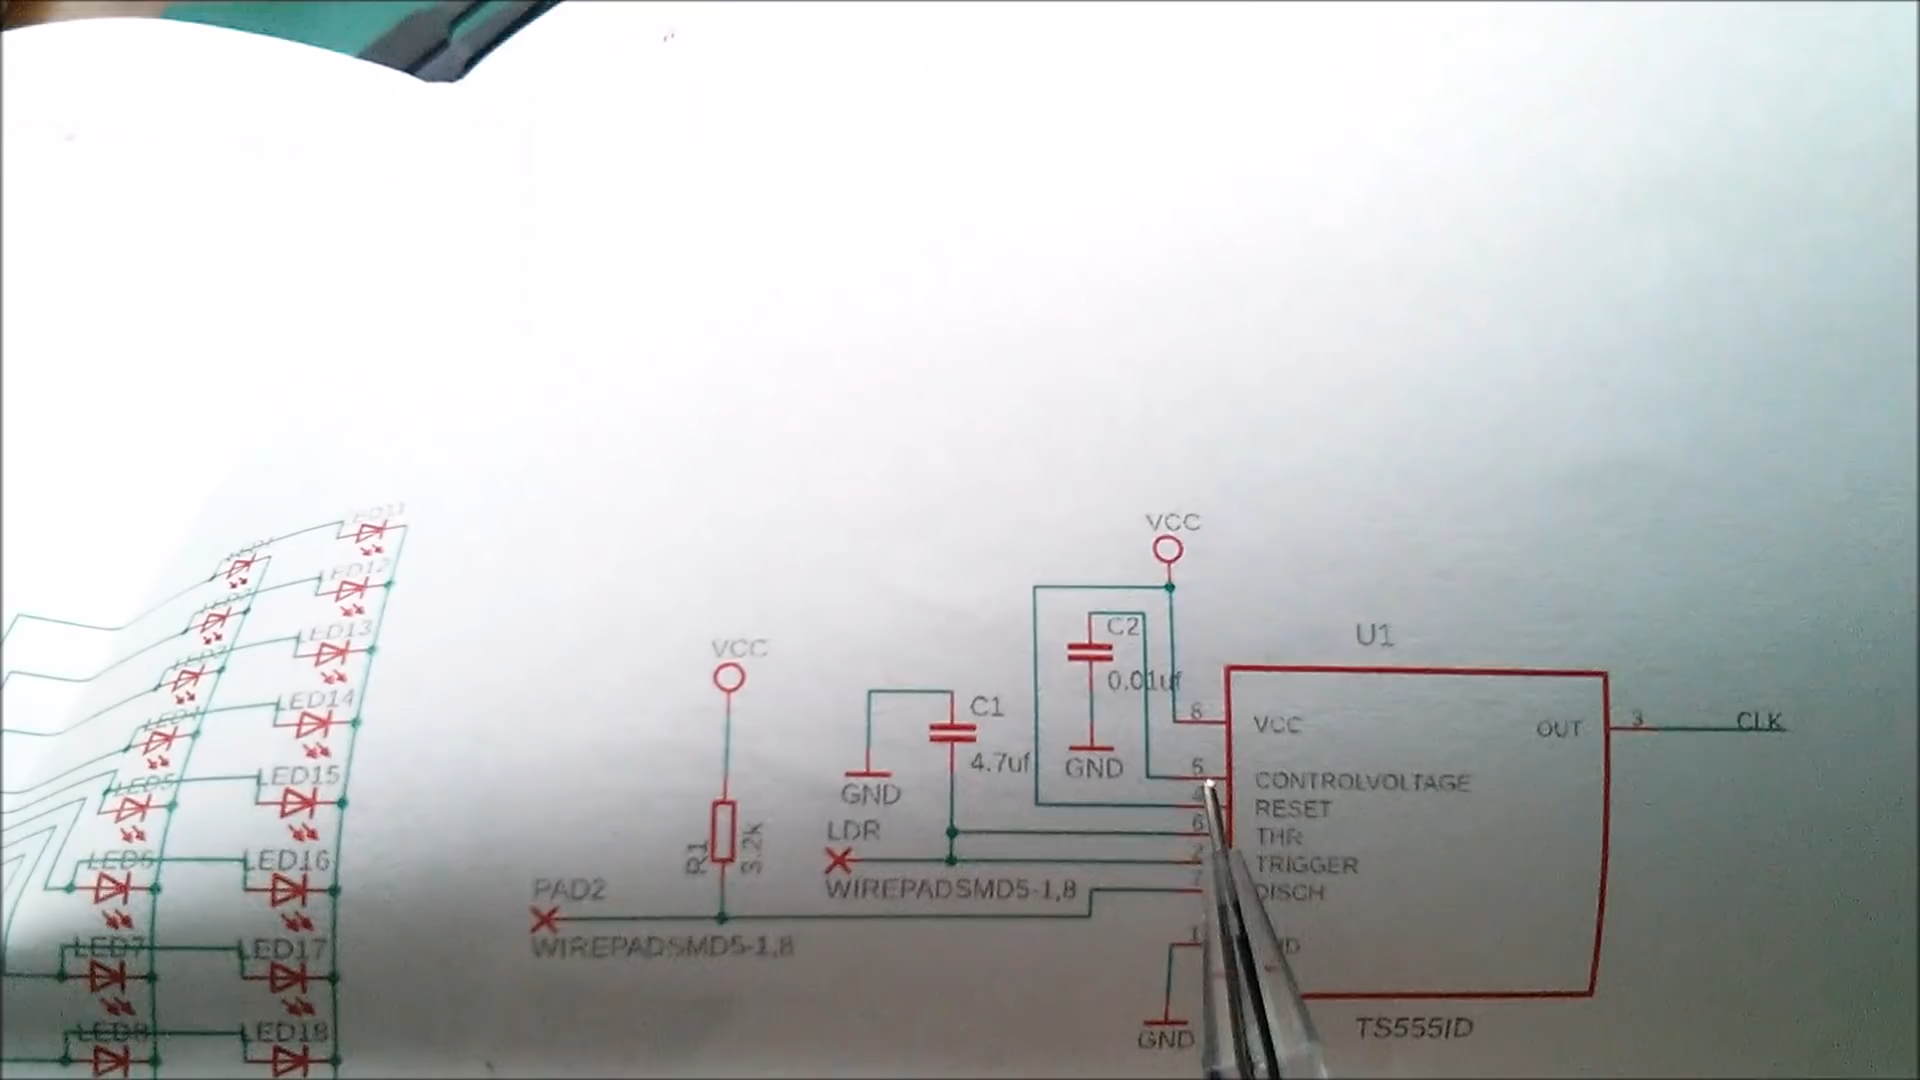 LED12
LED13
LED14
LED5
LED15
LED6
LED16
LED7
LED17
LED8
LED18
VCC
R1
3.2k
PAD2
WIREPADSMD5-1,8
C1
4.7uf
GND
LDR
WIREPADSMD5-1,8
VCC
C2
0.01uf
GND
U1
8
VCC
OUT
3
CLK
5
CONTROLVOLTAGE
4
RESET
6
THR
2
TRIGGER
7
DISCH
1
GND
TS555ID